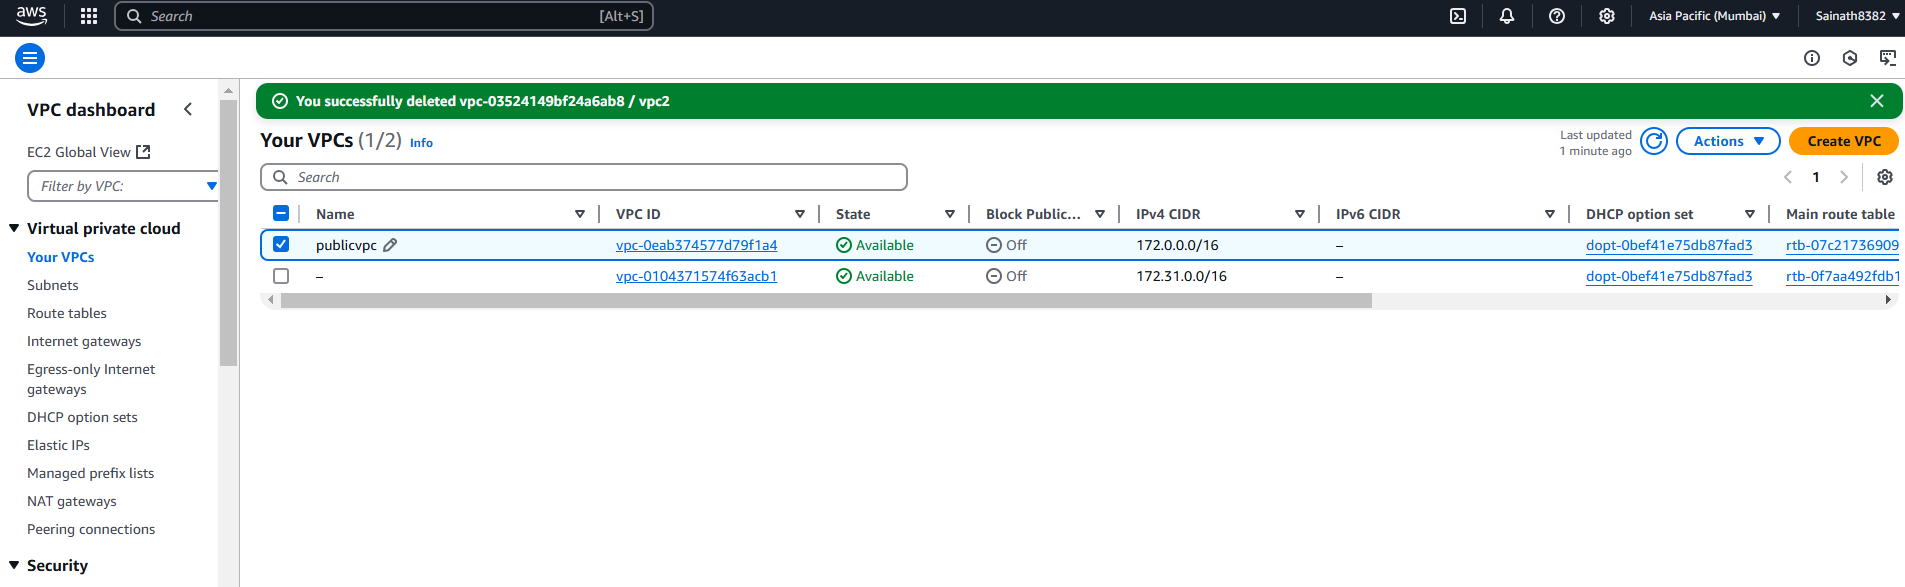 aws Search [Alt+S] Asia Pacific (Mumbai) Sainath8382
You successfully deleted vpc-03524149bf24a6ab8 / vpc2
VPC dashboard
EC2 Global View
Filter by VPC:
Virtual private cloud
Your VPCs
Subnets
Route tables
Internet gateways
Egress-only Internet
gateways
DHCP option sets
Elastic IPs
Managed prefix lists
NAT gateways
Peering connections
Security
Your VPCs (1/2) Info
Last updated
1 minute ago
Actions
Create VPC
Search
1
Name VPC ID State Block Public... IPv4 CIDR IPv6 CIDR DHCP option set Main route table
publicvpc vpc-0eab374577d79f1a4 Available Off 172.0.0.0/16 – dopt-0bef41e75db87fad3 rtb-07c21736909
– vpc-0104371574f63acb1 Available Off 172.31.0.0/16 – dopt-0bef41e75db87fad3 rtb-0f7aa492fdb1